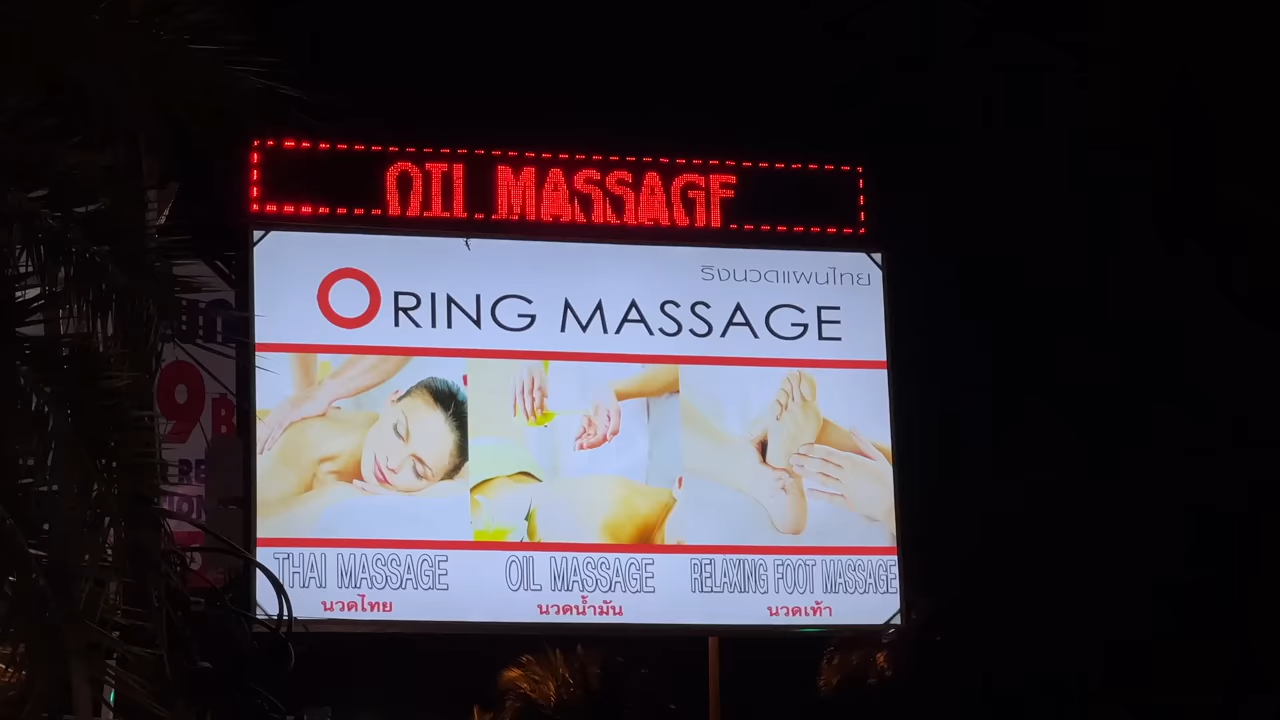 OIL MASSAGE
ริงนวดแผนไทย
O RING MASSAGE
THAI MASSAGE
OIL MASSAGE
RELAXING FOOT MASSAGE
นวดไทย
นวดน้ำมัน
นวดเท้า
9